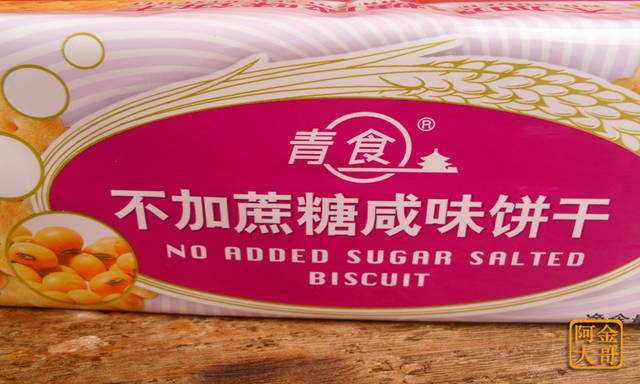 青食®
不加蔗糖咸味饼干
NO ADDED SUGAR SALTED
BISCUIT
阿金
大哥